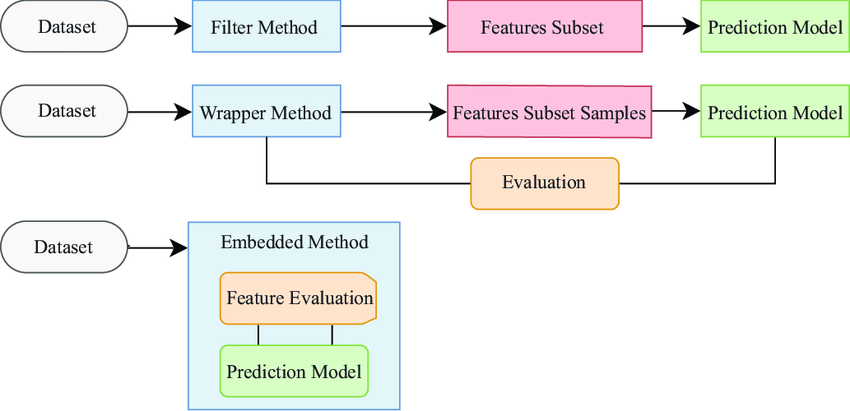 Dataset
Filter Method
Features Subset
Prediction Model
Dataset
Wrapper Method
Features Subset Samples
Prediction Model
Evaluation
Dataset
Embedded Method
Feature Evaluation
Prediction Model